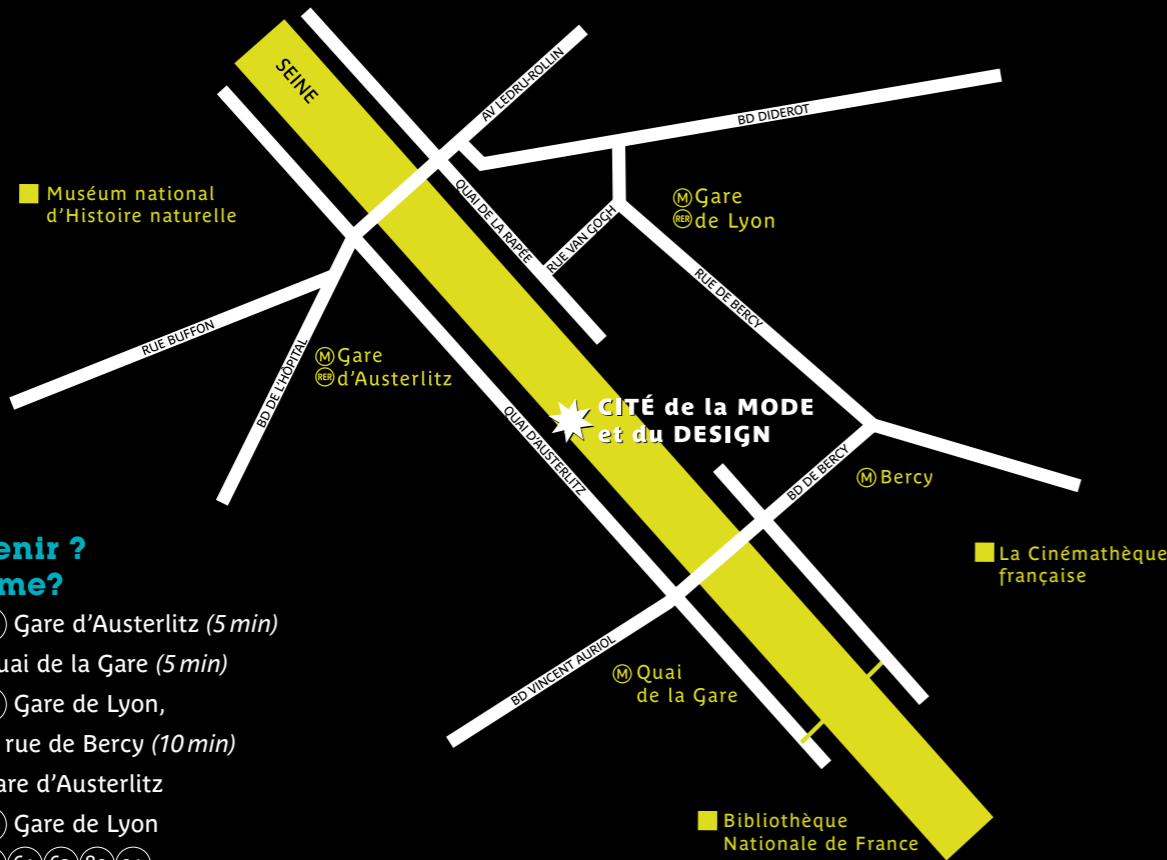 SEINE
AV LEDRU-ROLLIN
BD DIDEROT
Muséum national
d'Histoire naturelle
QUAI DE LA RAPÉE
RUE VAN GOGH
M Gare
RER de Lyon
RUE DE BERCY
RUE BUFFON
BD DE L'HÔPITAL
M Gare
RER d'Austerlitz
QUAI D'AUSTERLITZ
CITÉ de la MODE
et du DESIGN
BD DE BERCY
M Bercy
La Cinémathèque
française
BD VINCENT AURIOL
M Quai
de la Gare
Bibliothèque
Nationale de France
enir ?
me?
Gare d'Austerlitz (5 min)
uai de la Gare (5 min)
Gare de Lyon,
rue de Bercy (10 min)
are d'Austerlitz
Gare de Lyon